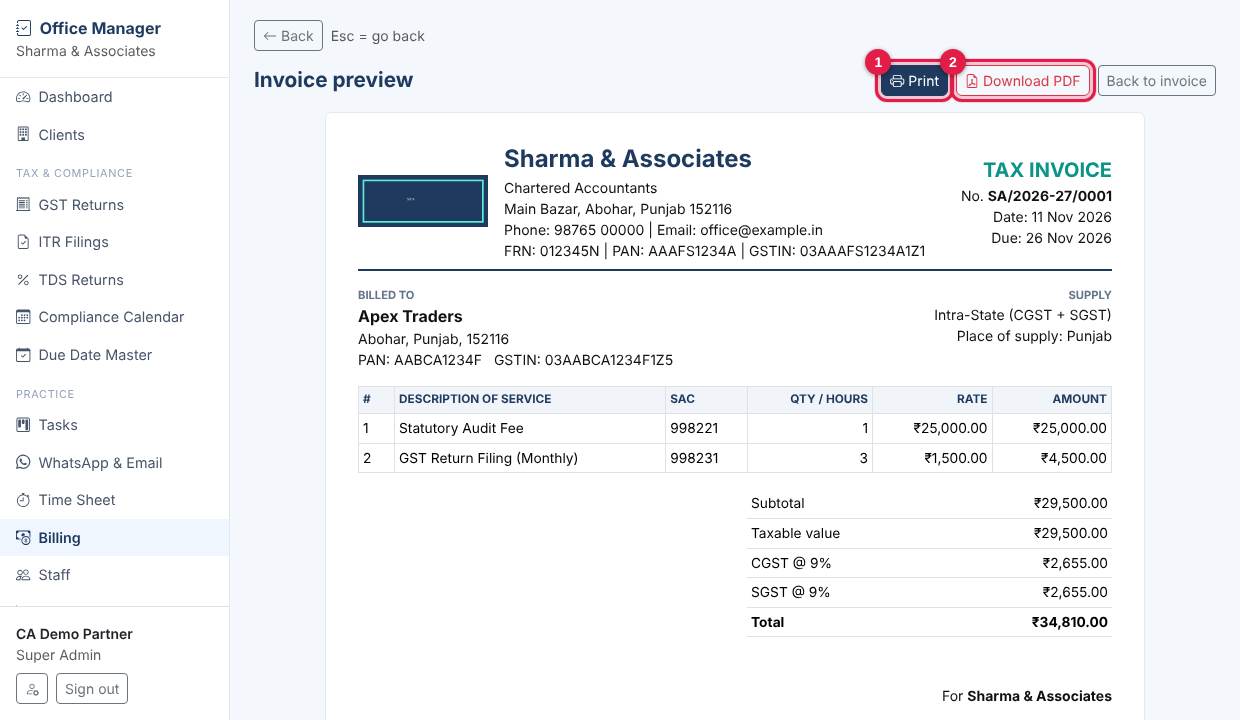 Office Manager
Sharma & Associates
Dashboard
Clients
TAX & COMPLIANCE
GST Returns
ITR Filings
TDS Returns
Compliance Calendar
Due Date Master
PRACTICE
Tasks
WhatsApp & Email
Time Sheet
Billing
Staff
CA Demo Partner
Super Admin
Sign out
Back Esc = go back
Invoice preview
1 Print 2 Download PDF Back to invoice
Sharma & Associates
Chartered Accountants
Main Bazar, Abohar, Punjab 152116
Phone: 98765 00000 | Email: office@example.in
FRN: 012345N | PAN: AAAFS1234A | GSTIN: 03AAAFS1234A1Z1
TAX INVOICE
No. SA/2026-27/0001
Date: 11 Nov 2026
Due: 26 Nov 2026
BILLED TO
Apex Traders
Abohar, Punjab, 152116
PAN: AABCA1234F GSTIN: 03AABCA1234F1Z5
SUPPLY
Intra-State (CGST + SGST)
Place of supply: Punjab
# DESCRIPTION OF SERVICE SAC QTY / HOURS RATE AMOUNT
1 Statutory Audit Fee 998221 1 ₹25,000.00 ₹25,000.00
2 GST Return Filing (Monthly) 998231 3 ₹1,500.00 ₹4,500.00
Subtotal ₹29,500.00
Taxable value ₹29,500.00
CGST @ 9% ₹2,655.00
SGST @ 9% ₹2,655.00
Total ₹34,810.00
For Sharma & Associates